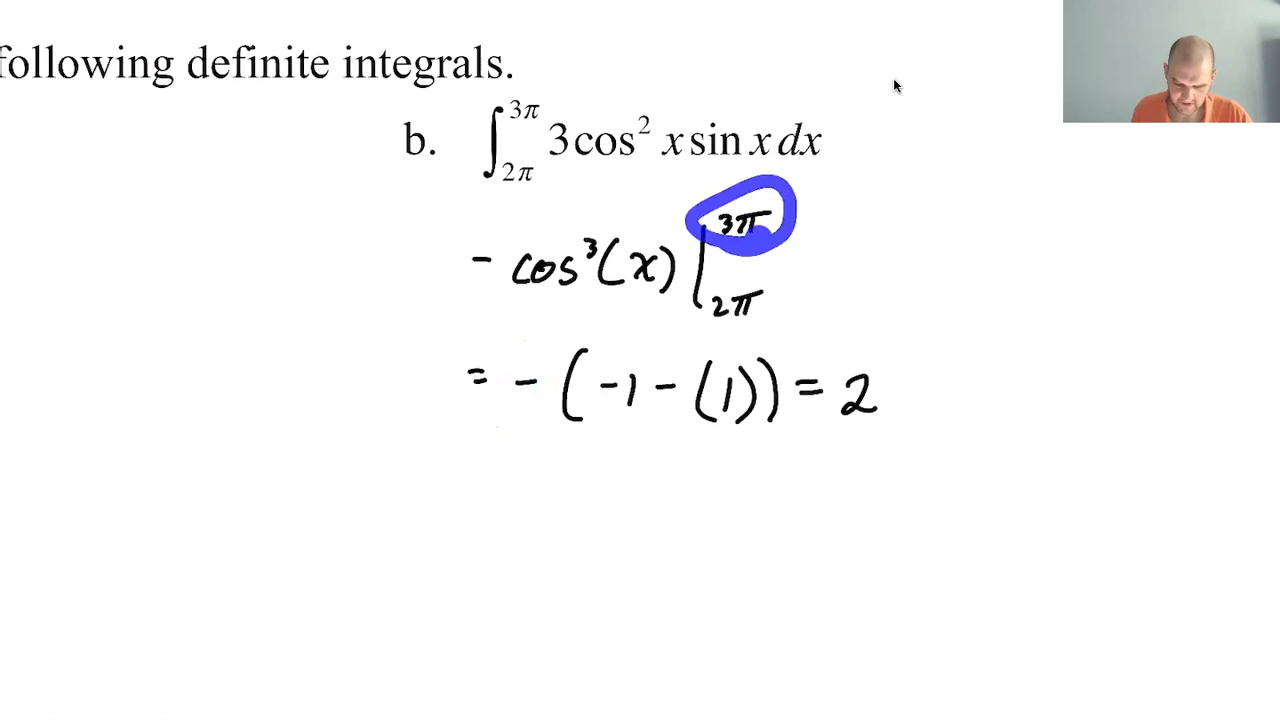 following definite integrals.
b. ∫_{2π}^{3π} 3cos² x sin x dx
- cos³(x) |_{2π}^{3π}
= - (-1 - (1)) = 2